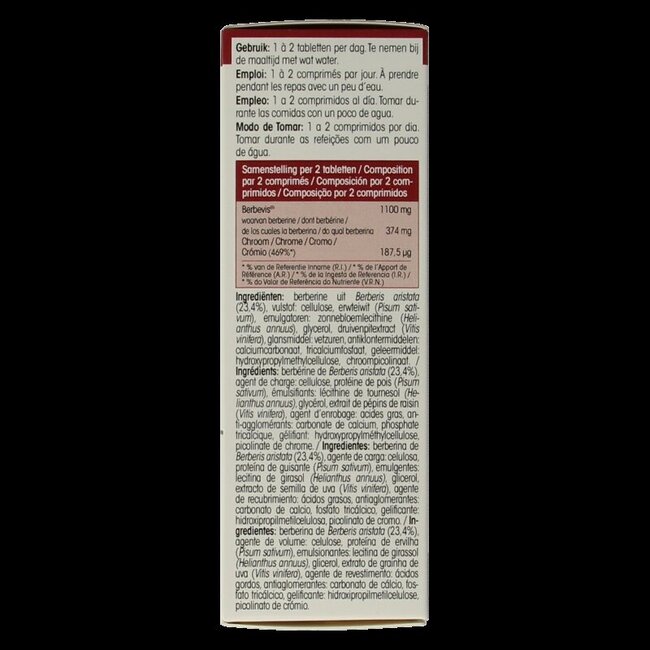 Gebruik: 1 à 2 tabletten per dag. Te nemen bij
de maaltijd met wat water.
Emploi: 1 à 2 comprimés par jour. À prendre
pendant les repas avec un peu d'eau.
Empleo: 1 a 2 comprimidos al día. Tomar du-
rante las comidas con un poco de agua.
Modo de Tomar: 1 a 2 comprimidos por dia.
Tomar durante as refeições com um pouco
de água.
Samenstelling per 2 tabletten / Composition
par 2 comprimés / Composición por 2 com-
primidos / Composição por 2 comprimidos
Berbevis® 1100 mg
waarvan berberine / dont berbérine /
de los cuales la berberina / do qual berberina 374 mg
Chroom / Chrome / Cromo /
Crómio (469%*) 187,5 µg
* % van de Referentie Inname (R.I.) / * % de l'Apport de
Référence (A.R.) / * % de la Ingesta de Referencia (I.R.) /
* % do Valor de Referência do Nutriente (V.R.N.)
Ingrediënten: berberine uit Berberis aristata
(23,4%), vulstof: cellulose, erwteiwit (Pisum sati-
vum), emulgatoren: zonnebloemlecithine (Heli-
anthus annuus), glycerol, druivenpitextract (Vitis
vinifera), glansmiddel: vetzuren, antiklontermiddelen:
calciumcarbonaat, tricalciumfosfaat, geleermiddel:
hydroxypropylmethylcellulose, chroompicolinaat. /
Ingrédients: berbérine de Berberis aristata (23,4%),
agent de charge: cellulose, protéine de pois (Pisum
sativum), émulsifiants: lécithine de tournesol (He-
lianthus annuus), glycérol, extrait de pépins de raisin
(Vitis vinifera), agent d'enrobage: acides gras, an-
ti-agglomérants: carbonate de calcium, phosphate
tricalcique, gélifiant: hydroxypropylméthylcellulose,
picolinate de chrome. / Ingredientes: berberina de
Berberis aristata (23,4%), agente de carga: celulosa,
proteína de guisante (Pisum sativum), emulgentes:
lecitina de girasol (Helianthus annuus), glicerol,
extracto de semilla de uva (Vitis vinifera), agente
de recubrimiento: ácidos grasos, antiaglomerantes:
carbonato de calcio, fosfato tricálcico, gelificante:
hidroxipropilmetilcelulosa, picolinato de cromo. / In-
gredientes: berberina de Berberis aristata (23,4%),
agente de volume: celulose, proteína de ervilha
(Pisum sativum), emulsionantes: lecitina de girassol
(Helianthus annuus), glicerol, extrato de grainha de
uva (Vitis vinifera), agente de revestimento: ácidos
gordos, antiaglomerantes: carbonato de cálcio, fos-
fato tricálcico, gelificante: hidroxipropilmetilcelulose,
picolinato de crómio.